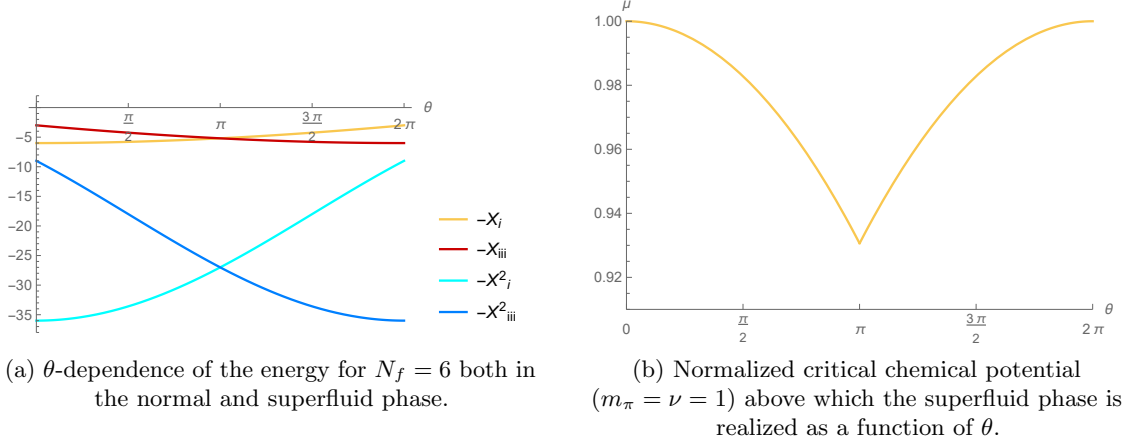 θ
π/2
π
3π/2
2π
−5
−10
−15
−20
−25
−30
−35
−X_i
−X_iii
−X²_i
−X²_iii
(a) θ-dependence of the energy for N_f = 6 both in
the normal and superfluid phase.
μ
1.00
0.98
0.96
0.94
0.92
0
π/2
π
3π/2
2π
θ
(b) Normalized critical chemical potential
(m_π = ν = 1) above which the superfluid phase is
realized as a function of θ.